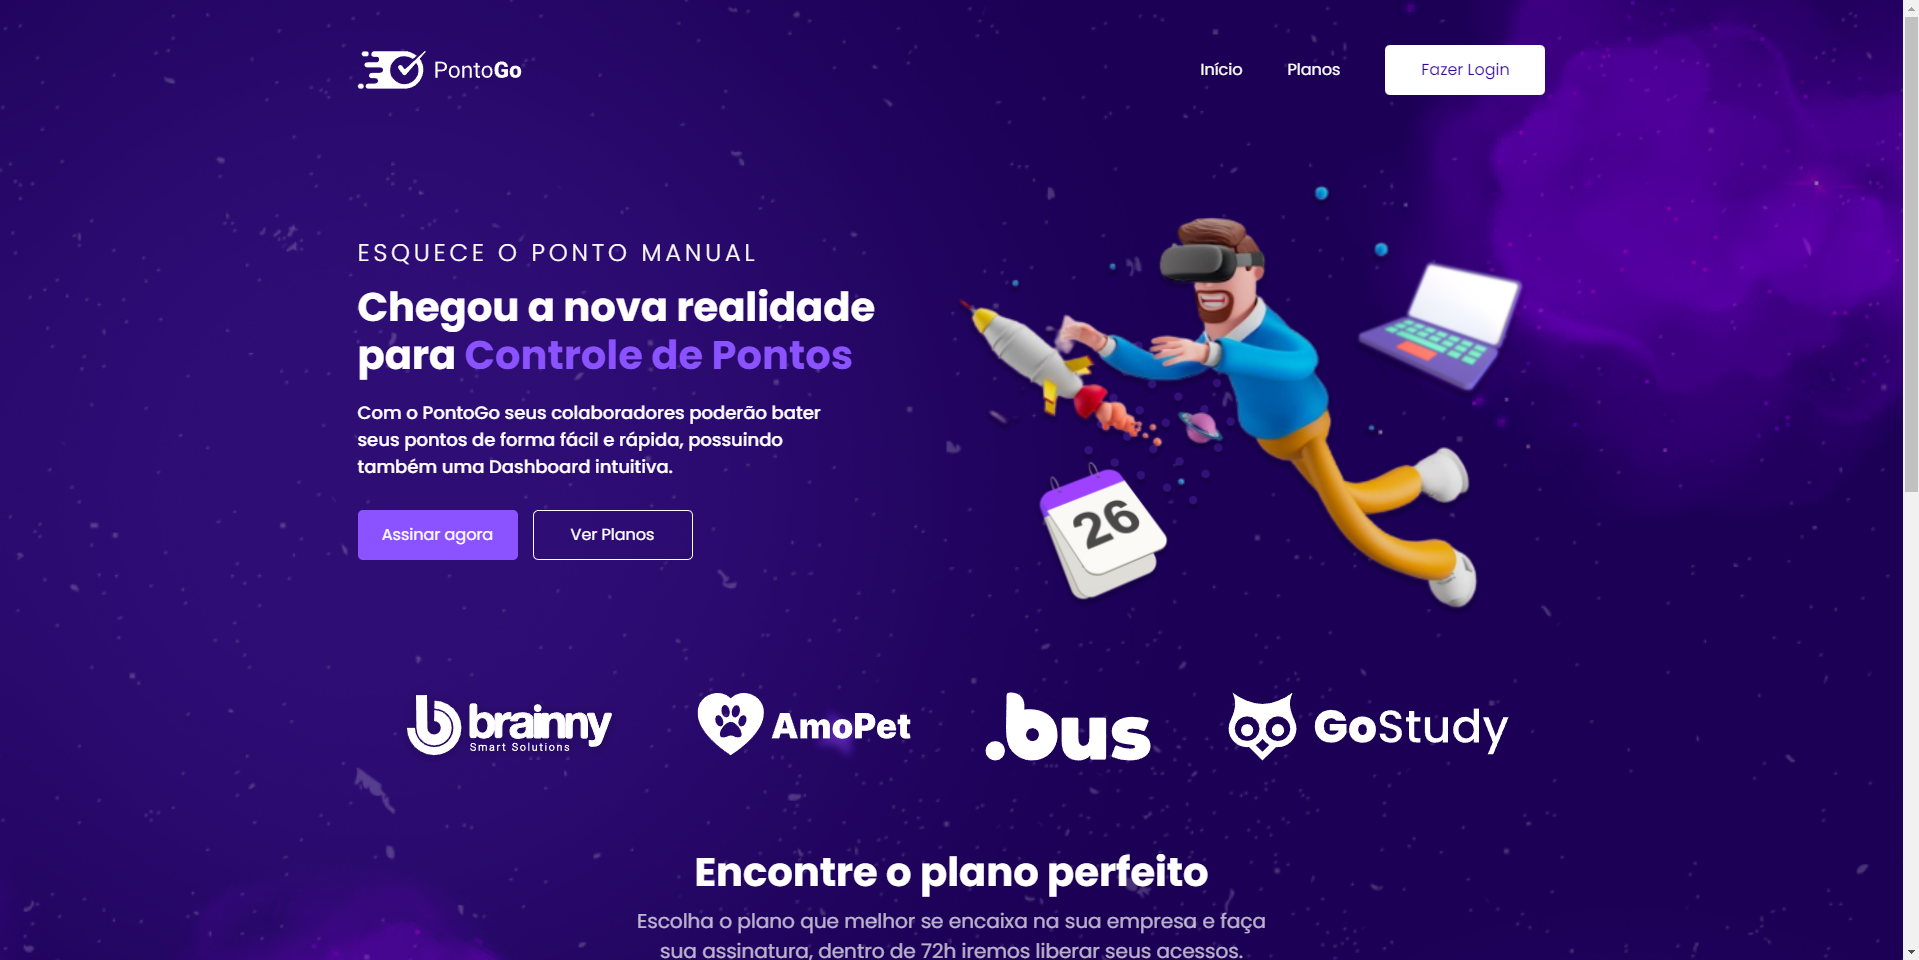 PontoGo
Início
Planos
Fazer Login
ESQUECE O PONTO MANUAL
Chegou a nova realidade
para Controle de Pontos
Com o PontoGo seus colaboradores poderão bater
seus pontos de forma fácil e rápida, possuindo
também uma Dashboard intuitiva.
Assinar agora
Ver Planos
26
brainny
Smart Solutions
AmoPet
.bus
GoStudy
Encontre o plano perfeito
Escolha o plano que melhor se encaixa na sua empresa e faça
sua assinatura, dentro de 72h iremos liberar seus acessos.